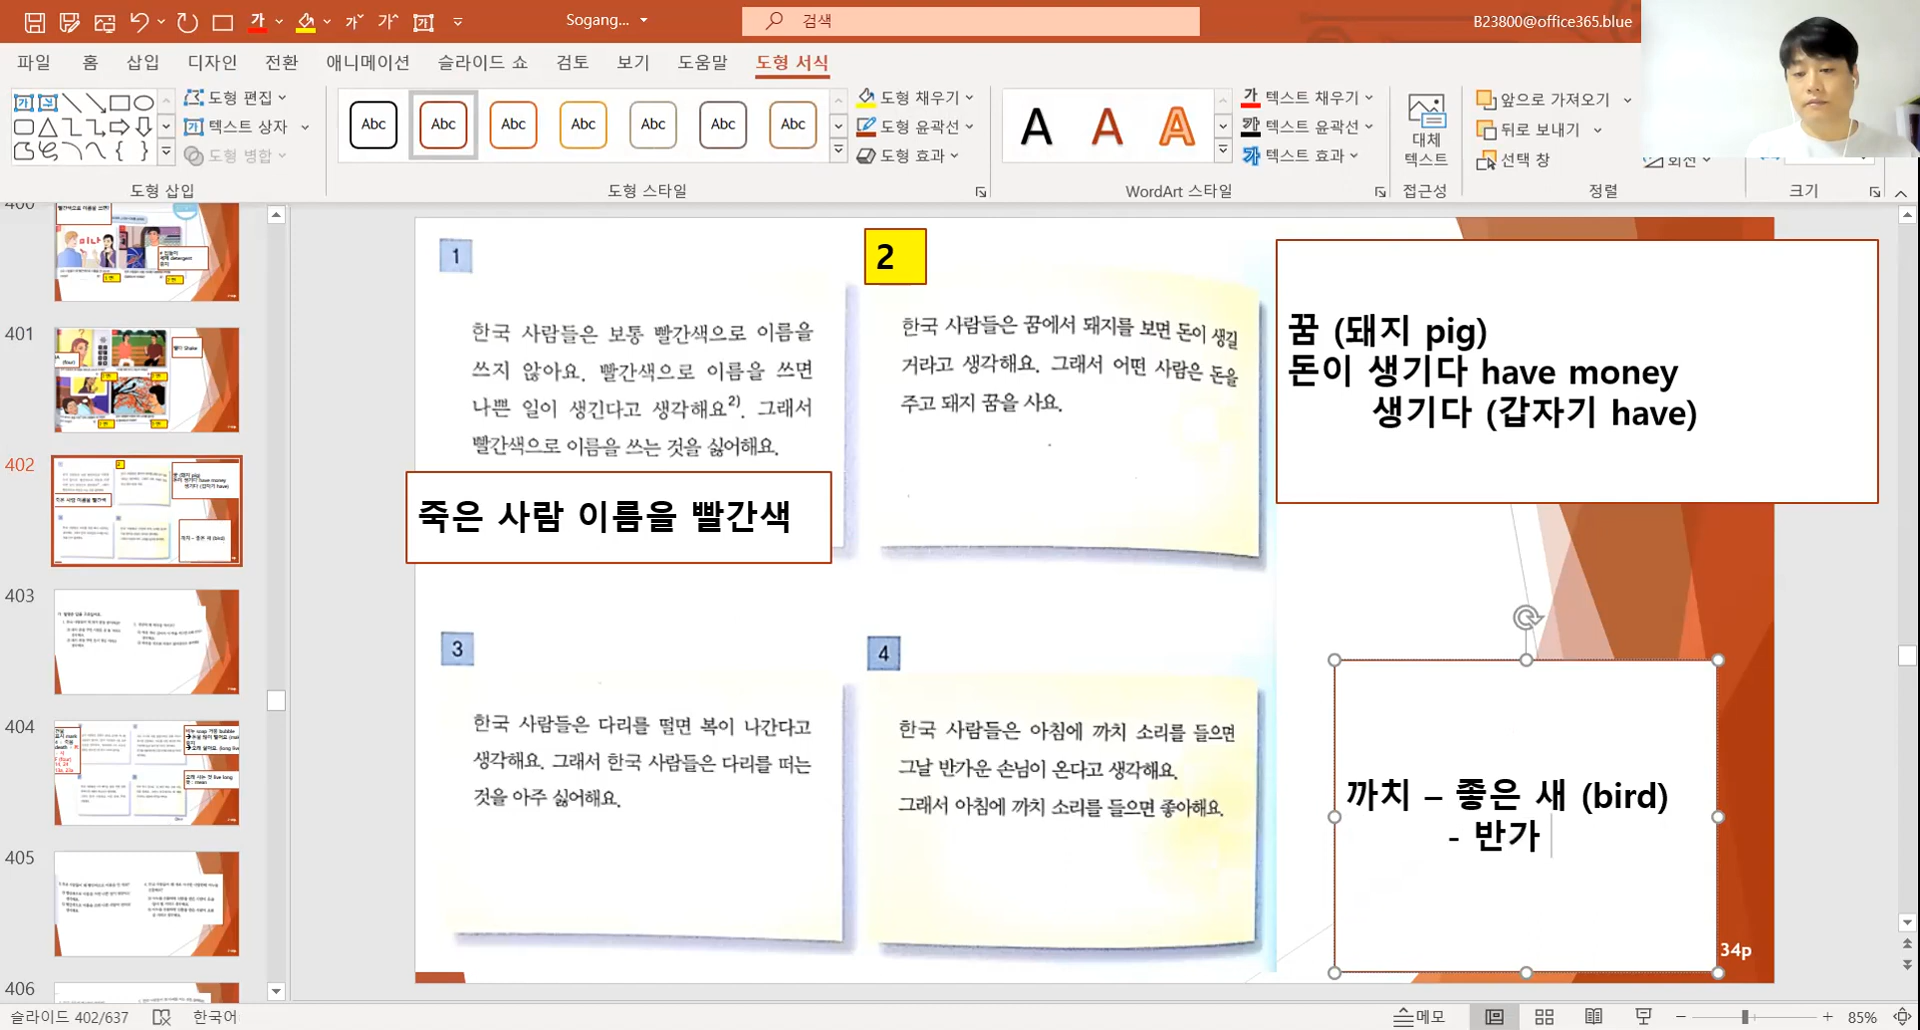 Sogang...
검색
B23800@office365.blue
파일 홈 삽입 디자인 전환 애니메이션 슬라이드 쇼 검토 보기 도움말 도형 서식
도형 편집
텍스트 상자
도형 병합
도형 삽입
Abc Abc Abc Abc Abc Abc Abc
도형 채우기
도형 윤곽선
도형 효과
도형 스타일
A A A
텍스트 채우기
텍스트 윤곽선
텍스트 효과
WordArt 스타일
대체
텍스트
접근성
앞으로 가져오기
뒤로 보내기
선택 창
회전
정렬
크기
401
402
403
404
405
406
1
한국 사람들은 보통 빨간색으로 이름을
쓰지 않아요. 빨간색으로 이름을 쓰면
나쁜 일이 생긴다고 생각해요2). 그래서
빨간색으로 이름을 쓰는 것을 싫어해요.
죽은 사람 이름을 빨간색
2
한국 사람들은 꿈에서 돼지를 보면 돈이 생길
거라고 생각해요. 그래서 어떤 사람은 돈을
주고 돼지 꿈을 사요.
꿈 (돼지 pig)
돈이 생기다 have money
생기다 (갑자기 have)
3
한국 사람들은 다리를 떨면 복이 나간다고
생각해요. 그래서 한국 사람들은 다리를 떠는
것을 아주 싫어해요.
4
한국 사람들은 아침에 까치 소리를 들으면
그날 반가운 손님이 온다고 생각해요.
그래서 아침에 까치 소리를 들으면 좋아해요.
까치 – 좋은 새 (bird)
- 반가
34p
슬라이드 402/637
한국어
메모
85%